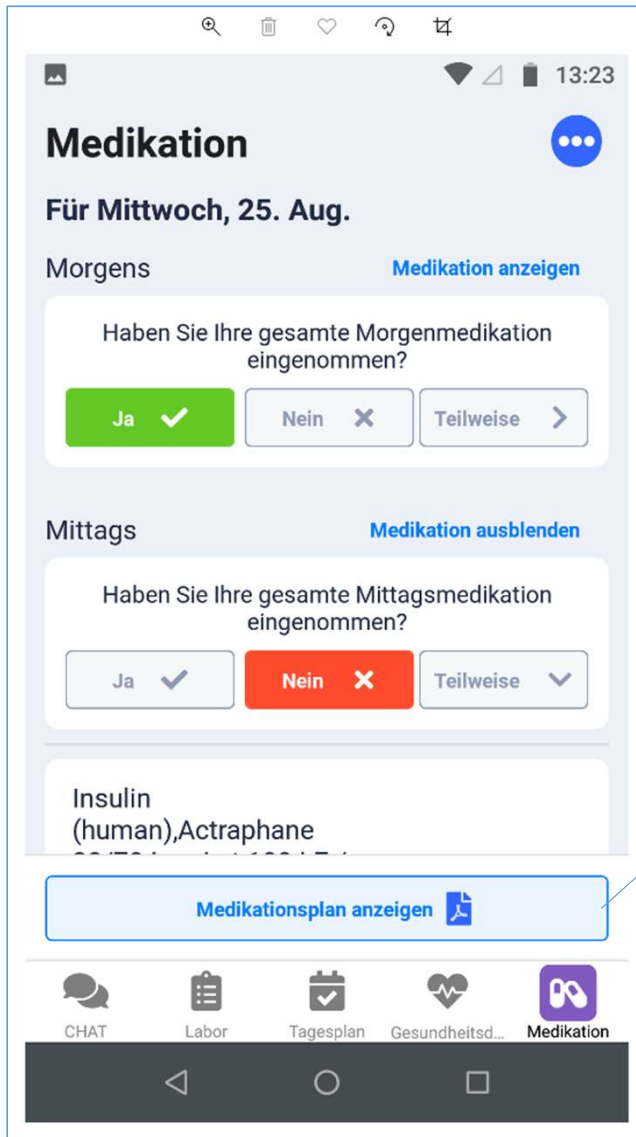 13:23
Medikation
Für Mittwoch, 25. Aug.
Morgens Medikation anzeigen
Haben Sie Ihre gesamte Morgenmedikation
eingenommen?
Ja Nein Teilweise
Mittags Medikation ausblenden
Haben Sie Ihre gesamte Mittagsmedikation
eingenommen?
Ja Nein Teilweise
Insulin
(human),Actraphane
Medikationsplan anzeigen
CHAT Labor Tagesplan Gesundheitsd... Medikation